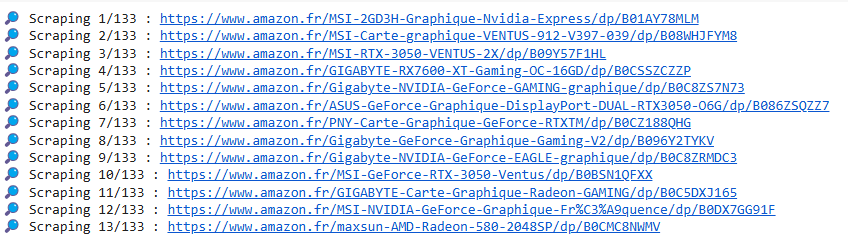 🔎 Scraping 1/133 : https://www.amazon.fr/MSI-2GD3H-Graphique-Nvidia-Express/dp/B01AY78MLM
🔎 Scraping 2/133 : https://www.amazon.fr/MSI-Carte-graphique-VENTUS-912-V397-039/dp/B08WHJFYM8
🔎 Scraping 3/133 : https://www.amazon.fr/MSI-RTX-3050-VENTUS-2X/dp/B09Y57F1HL
🔎 Scraping 4/133 : https://www.amazon.fr/GIGABYTE-RX7600-XT-Gaming-OC-16GD/dp/B0CSSZCZZP
🔎 Scraping 5/133 : https://www.amazon.fr/Gigabyte-NVIDIA-GeForce-GAMING-graphique/dp/B0C8ZS7N73
🔎 Scraping 6/133 : https://www.amazon.fr/ASUS-GeForce-Graphique-DisplayPort-DUAL-RTX3050-O6G/dp/B086ZSQZZ7
🔎 Scraping 7/133 : https://www.amazon.fr/PNY-Carte-Graphique-GeForce-RTXTM/dp/B0CZ188QHG
🔎 Scraping 8/133 : https://www.amazon.fr/Gigabyte-GeForce-Graphique-Gaming-V2/dp/B096Y2TYKV
🔎 Scraping 9/133 : https://www.amazon.fr/Gigabyte-NVIDIA-GeForce-EAGLE-graphique/dp/B0C8ZRMDC3
🔎 Scraping 10/133 : https://www.amazon.fr/MSI-GeForce-RTX-3050-Ventus/dp/B0BSN1QFXX
🔎 Scraping 11/133 : https://www.amazon.fr/GIGABYTE-Carte-Graphique-Radeon-GAMING/dp/B0C5DXJ165
🔎 Scraping 12/133 : https://www.amazon.fr/MSI-NVIDIA-GeForce-Graphique-Fr%C3%A9quence/dp/B0DX7GG91F
🔎 Scraping 13/133 : https://www.amazon.fr/maxsun-AMD-Radeon-580-2048SP/dp/B0CMC8NWMV